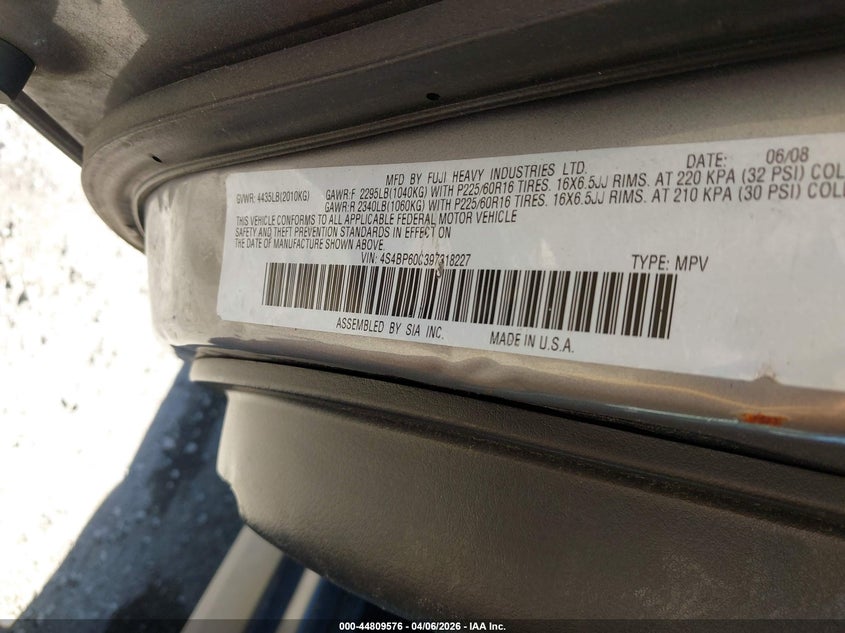 MFD BY FUJI HEAVY INDUSTRIES LTD. DATE: 06/08
GVWR: 4435LB(2010KG) GAWR:F 2295LB(1040KG) WITH P225/60R16 TIRES. 16X6.5JJ RIMS. AT 220 KPA (32 PSI) COL
GAWR:R 2340LB(1060KG) WITH P225/60R16 TIRES. 16X6.5JJ RIMS. AT 210 KPA (30 PSI) COL
THIS VEHICLE CONFORMS TO ALL APPLICABLE FEDERAL MOTOR VEHICLE
SAFETY AND THEFT PREVENTION STANDARDS IN EFFECT ON
THE DATE OF MANUFACTURE SHOWN ABOVE.
VIN: 4S4BP60C397318227 TYPE: MPV
ASSEMBLED BY SIA INC. MADE IN U.S.A.
000-44809576 | 04/06/2026 | IAA Inc.